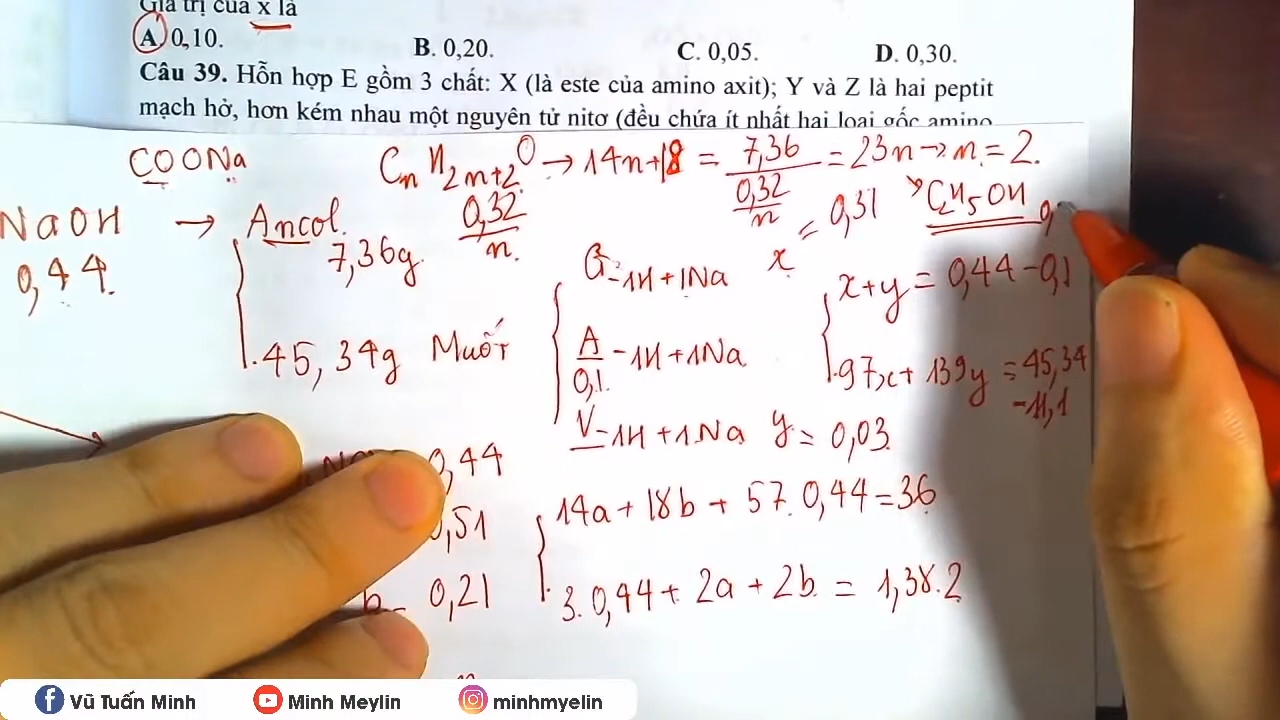 Giá trị của x là
A. 0,10.
B. 0,20.
C. 0,05.
D. 0,30.
Câu 39. Hỗn hợp E gồm 3 chất: X (là este của amino axit); Y và Z là hai peptit
mạch hở, hơn kém nhau một nguyên tử nitơ (đều chứa ít nhất hai loại gốc amino
COONa
CnH2n+2O → 14n+18 = 7,36 / (0,32/n) = 23n → n = 2.
0,32/n
C2H5OH
NaOH → Ancol.
0,44
7,36g
45,34g Muối
G - 1H + 1Na
A - 1H + 1Na
0,1
V - 1H + 1Na
x = 0,31
x + y = 0,44 - 0,1
97x + 139y = 45,34
- 11,1
y = 0,03
0,44
0,51
b 0,21
14a + 18b + 57.0,44 = 36
3.0,44 + 2a + 2b = 1,38.2
Vũ Tuấn Minh
Minh Meylin
minhmyelin